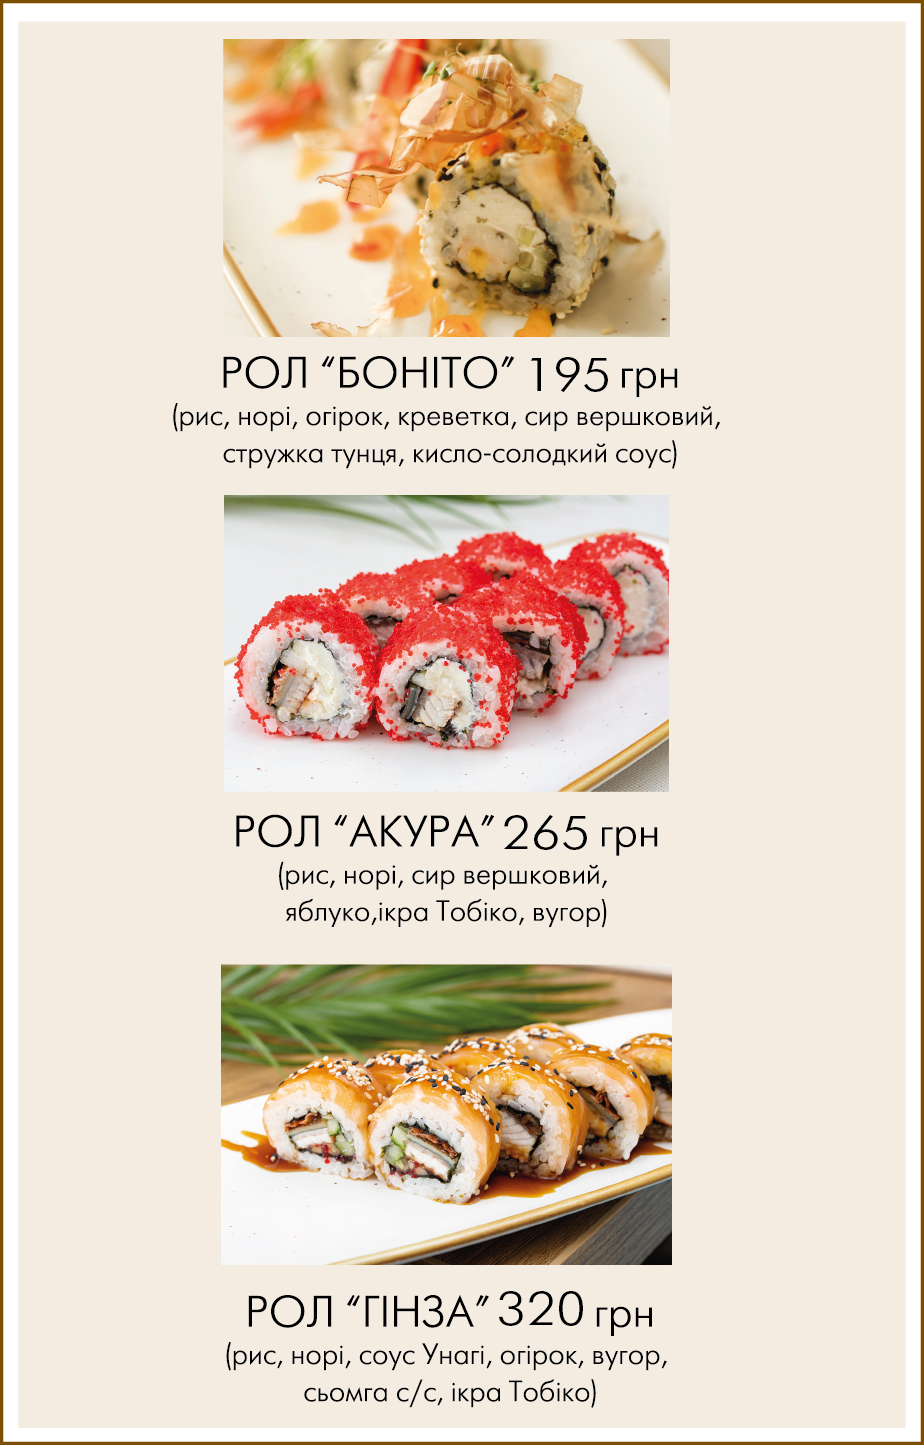 РОЛ “БОНІТО” 195 грн
(рис, норі, огірок, креветка, сир вершковий,
стружка тунця, кисло-солодкий соус)
РОЛ “АКУРА” 265 грн
(рис, норі, сир вершковий,
яблуко,ікра Тобіко, вугор)
РОЛ “ГІНЗА” 320 грн
(рис, норі, соус Унагі, огірок, вугор,
сьомга с/с, ікра Тобіко)